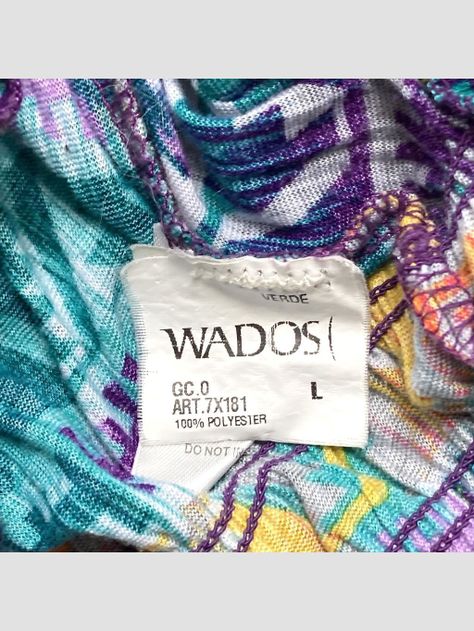 VERDE
WADOS(
GC.0 L
ART.7X181
100% POLYESTER
DO NOT